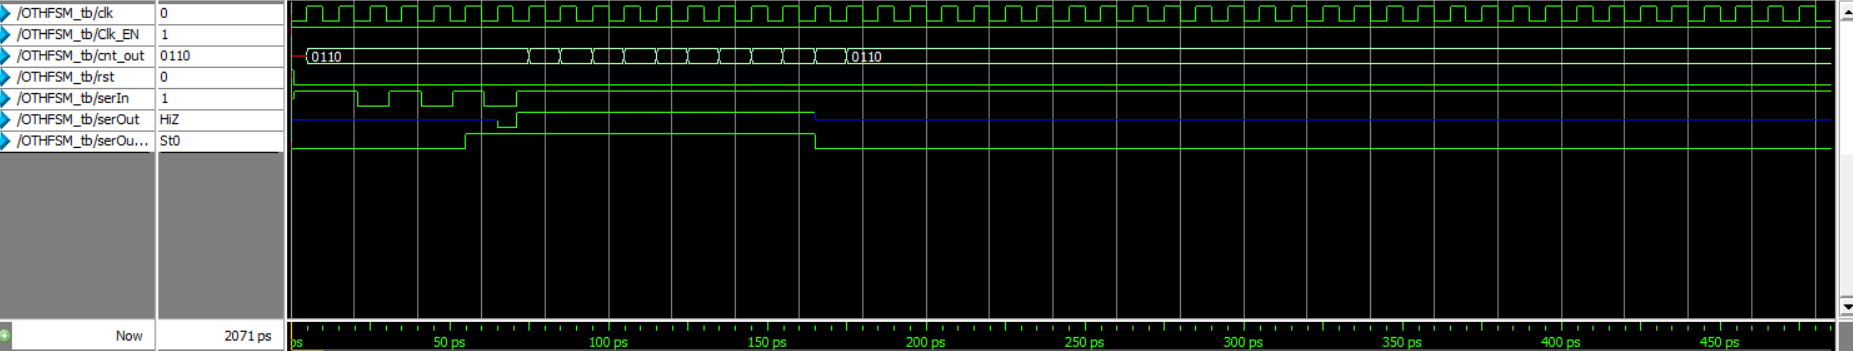 /OTHFSM_tb/clk 0
/OTHFSM_tb/Clk_EN 1
/OTHFSM_tb/cnt_out 0110 0110 0110
/OTHFSM_tb/rst 0
/OTHFSM_tb/serIn 1
/OTHFSM_tb/serOut HiZ
/OTHFSM_tb/serOu... St0
Now 2071 ps
ps 50 ps 100 ps 150 ps 200 ps 250 ps 300 ps 350 ps 400 ps 450 ps